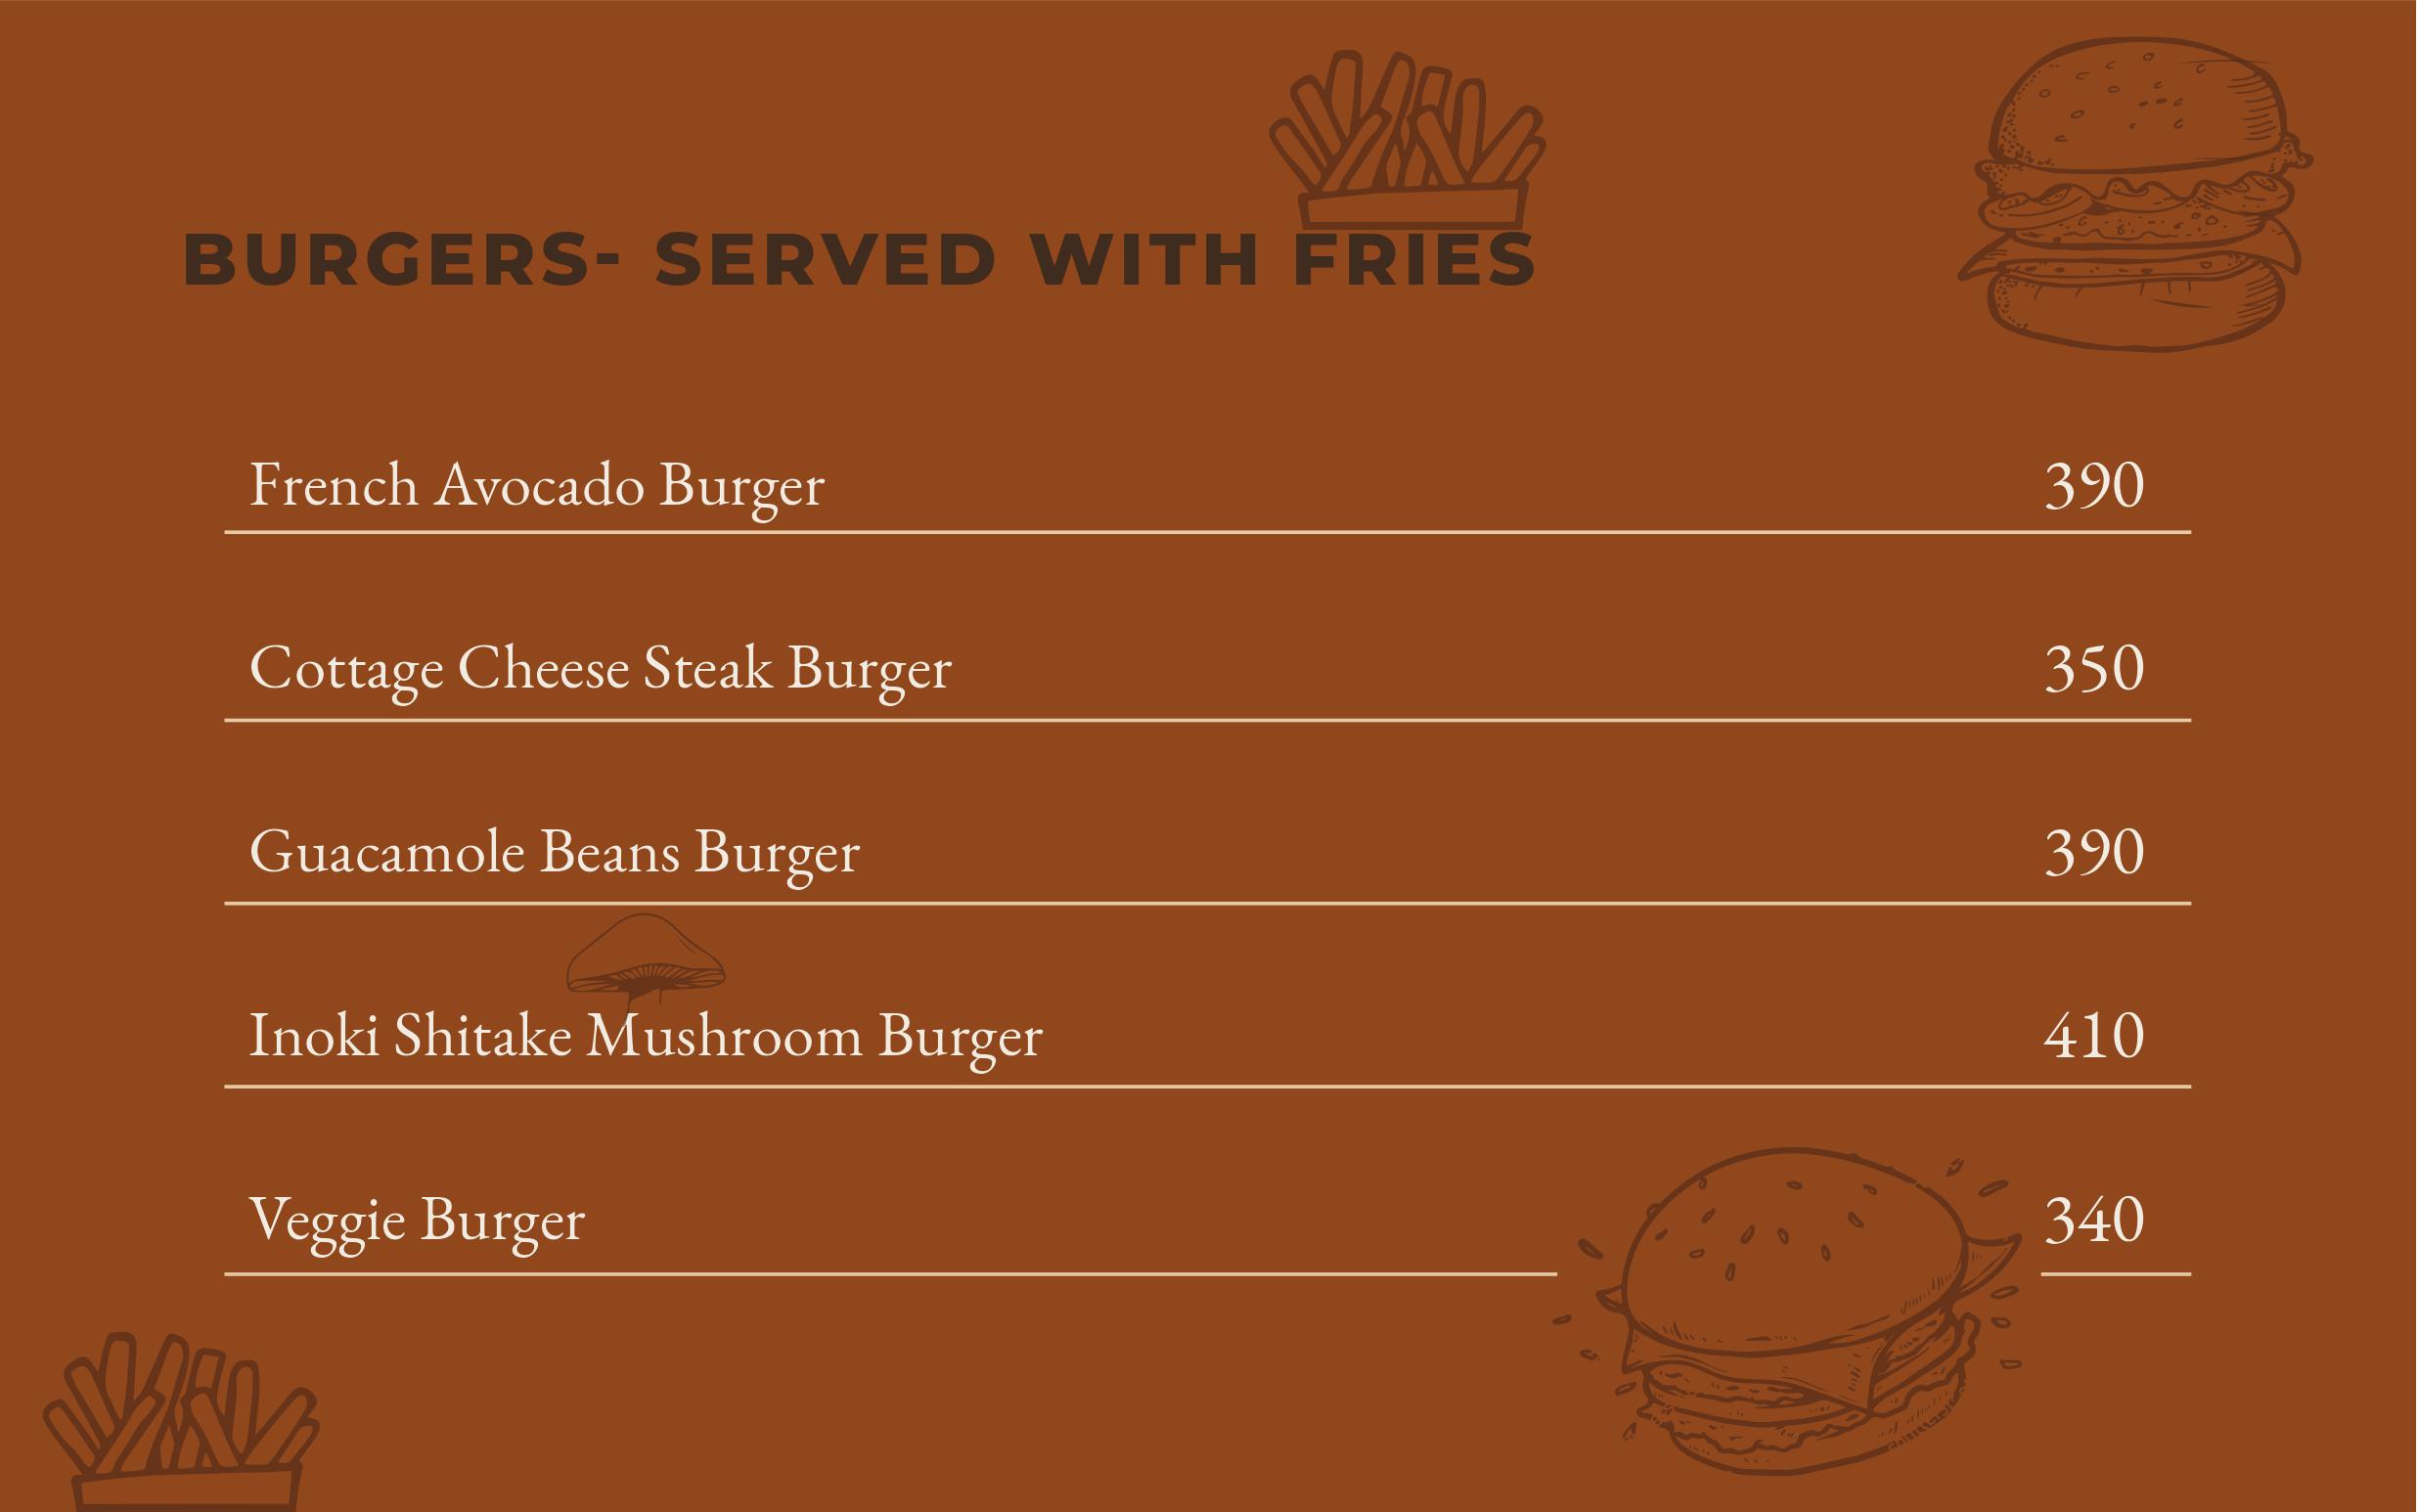 BURGERS- SERVED WITH FRIES
French Avocado Burger 390
Cottage Cheese Steak Burger 350
Guacamole Beans Burger 390
Inoki Shitake Mushroom Burger 410
Veggie Burger 340